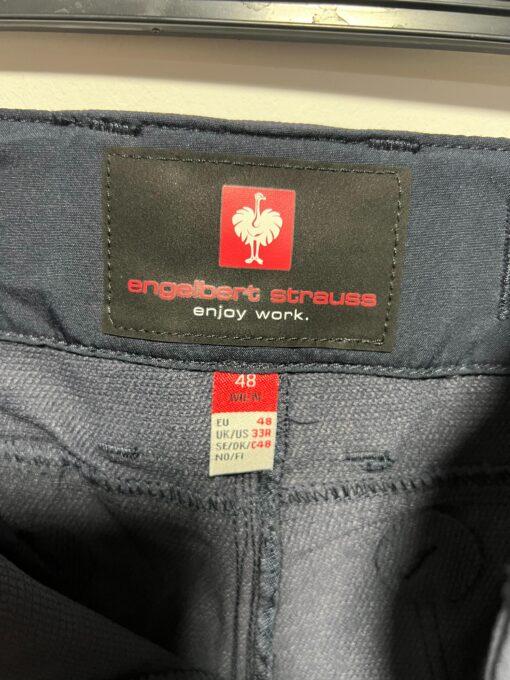 engelbert strauss
enjoy work.
48
EU 48
UK/US 33R
SE/DK/ C48
NO/FI